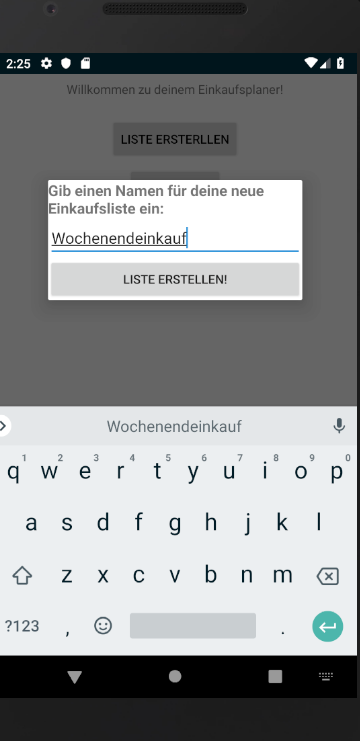 2:25
Willkommen zu deinem Einkaufsplaner!
LISTE ERSTERLLEN
Gib einen Namen für deine neue
Einkaufsliste ein:
Wochenendeinkauf
LISTE ERSTELLEN!
Wochenendeinkauf
1 2 3 4 5 6 7 8 9 0
q w e r t y u i o p
a s d f g h j k l
z x c v b n m
?123 , .